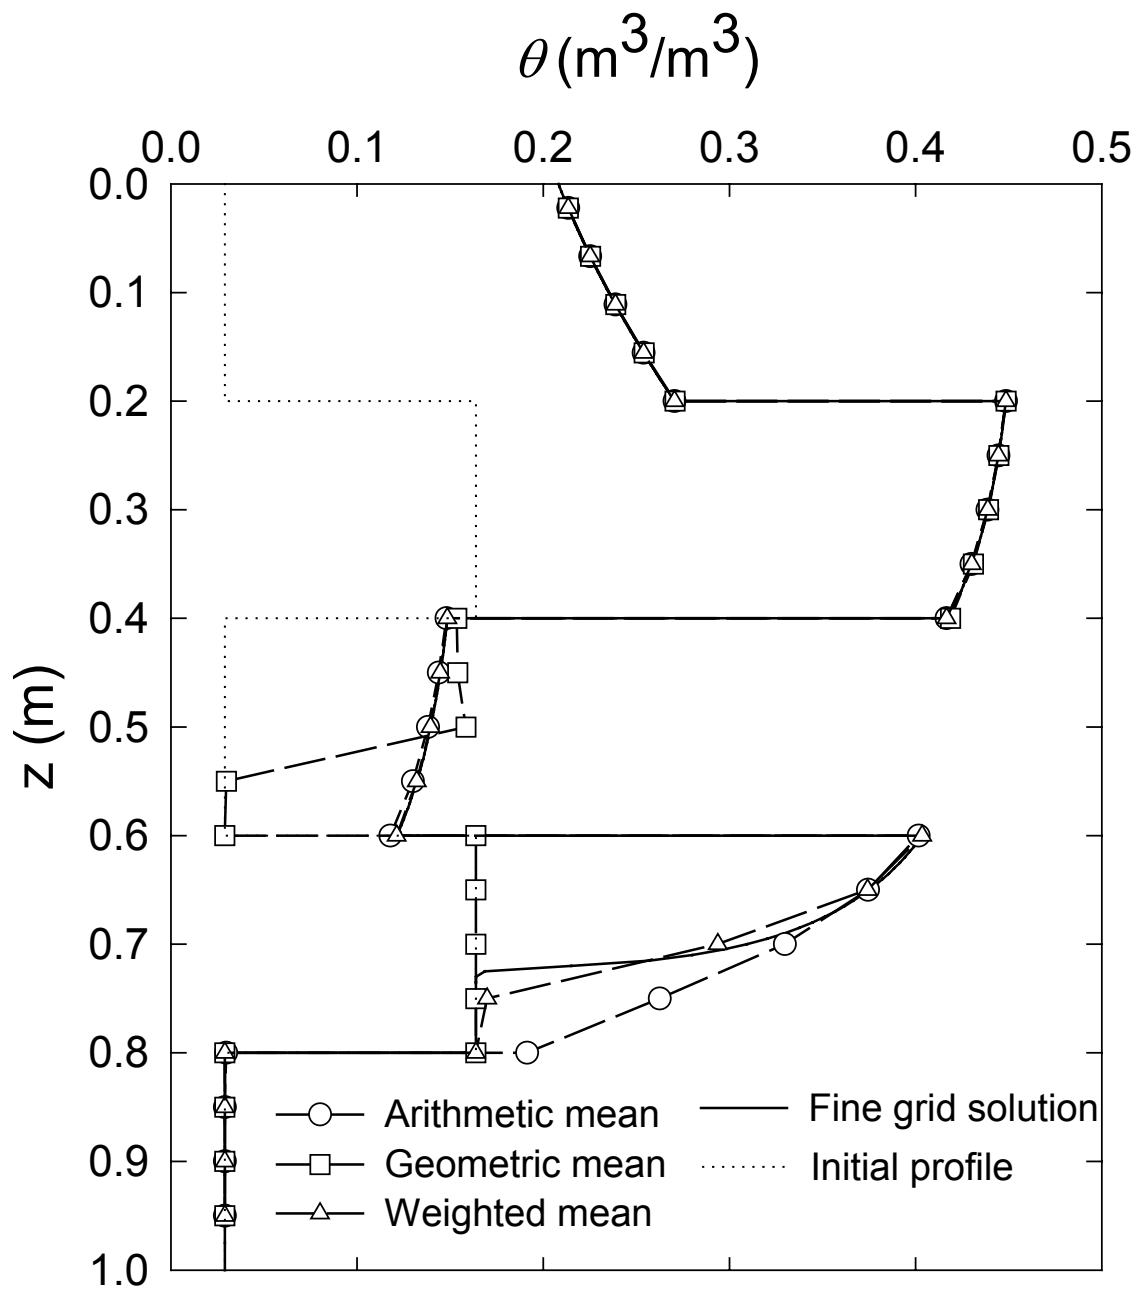 θ (m³/m³)
0.0 0.1 0.2 0.3 0.4 0.5
0.0
0.1
0.2
0.3
0.4
0.5
0.6
0.7
0.8
0.9
1.0
z (m)
Arithmetic mean
Geometric mean
Weighted mean
Fine grid solution
Initial profile